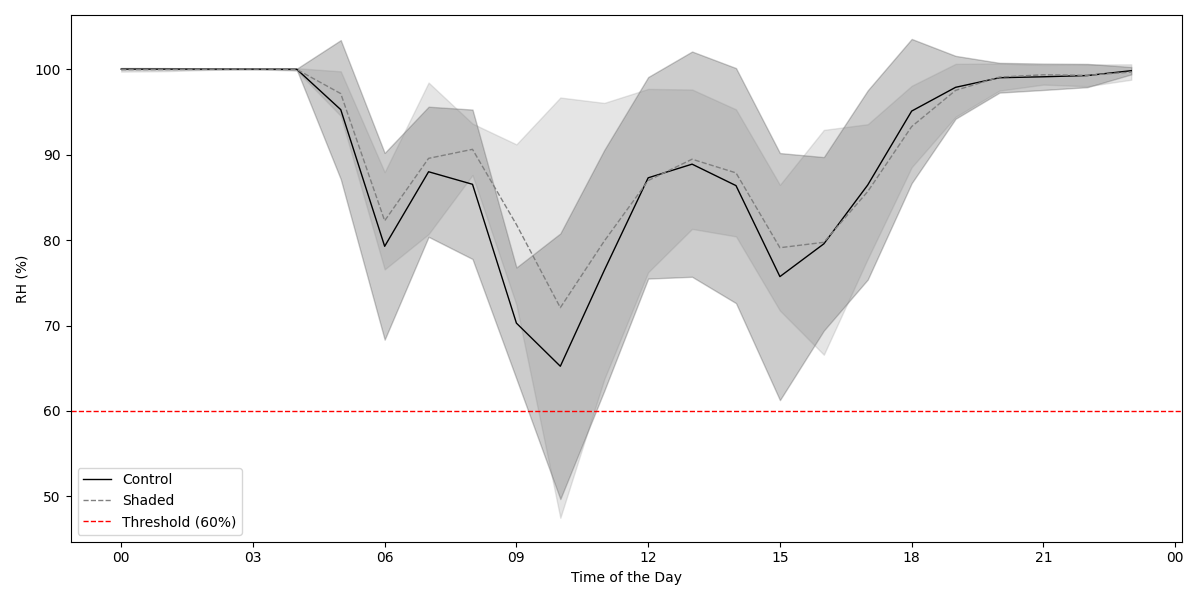 100
90
80
70
60
50
RH (%)
Control
Shaded
Threshold (60%)
00 03 06 09 12 15 18 21 00
Time of the Day